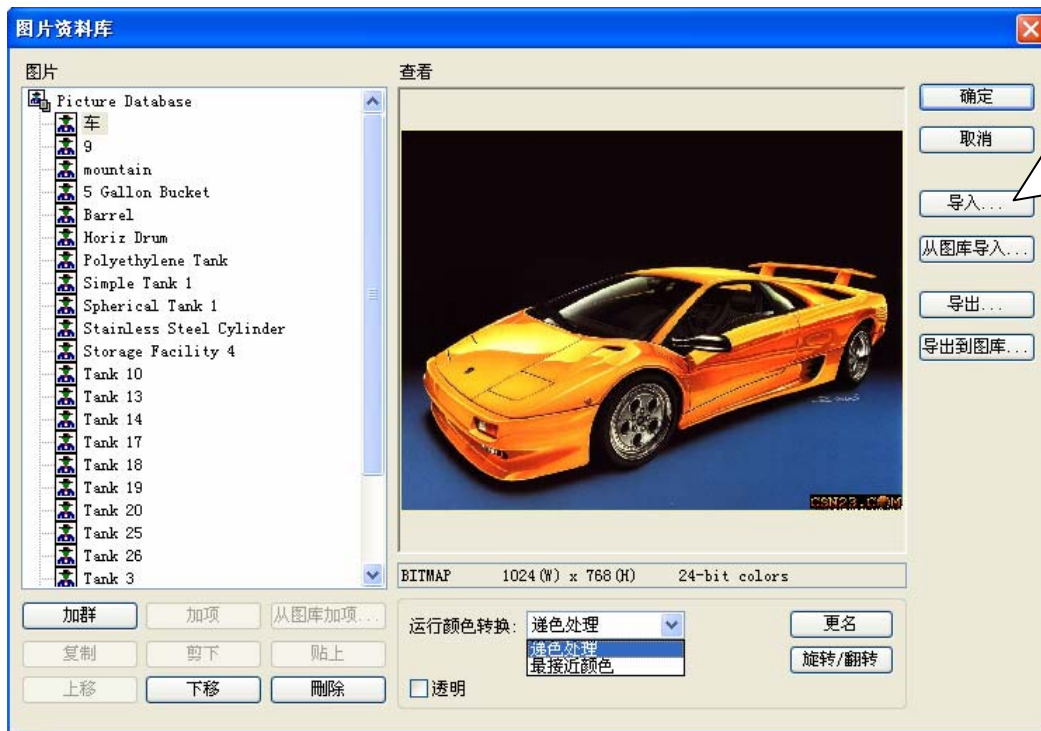 图片资料库
图片
Picture Database
车
9
mountain
5 Gallon Bucket
Barrel
Horiz Drum
Polyethylene Tank
Simple Tank 1
Spherical Tank 1
Stainless Steel Cylinder
Storage Facility 4
Tank 10
Tank 13
Tank 14
Tank 17
Tank 18
Tank 19
Tank 20
Tank 25
Tank 26
Tank 3
加群
加项
从图库加项...
复制
剪下
贴上
上移
下移
删除
查看
CSN23.COM
BITMAP 1024(W) x 768(H) 24-bit colors
运行颜色转换: 递色处理
递色处理
最接近颜色
透明
更名
旋转/翻转
确定
取消
导入...
从图库导入...
导出...
导出到图库...